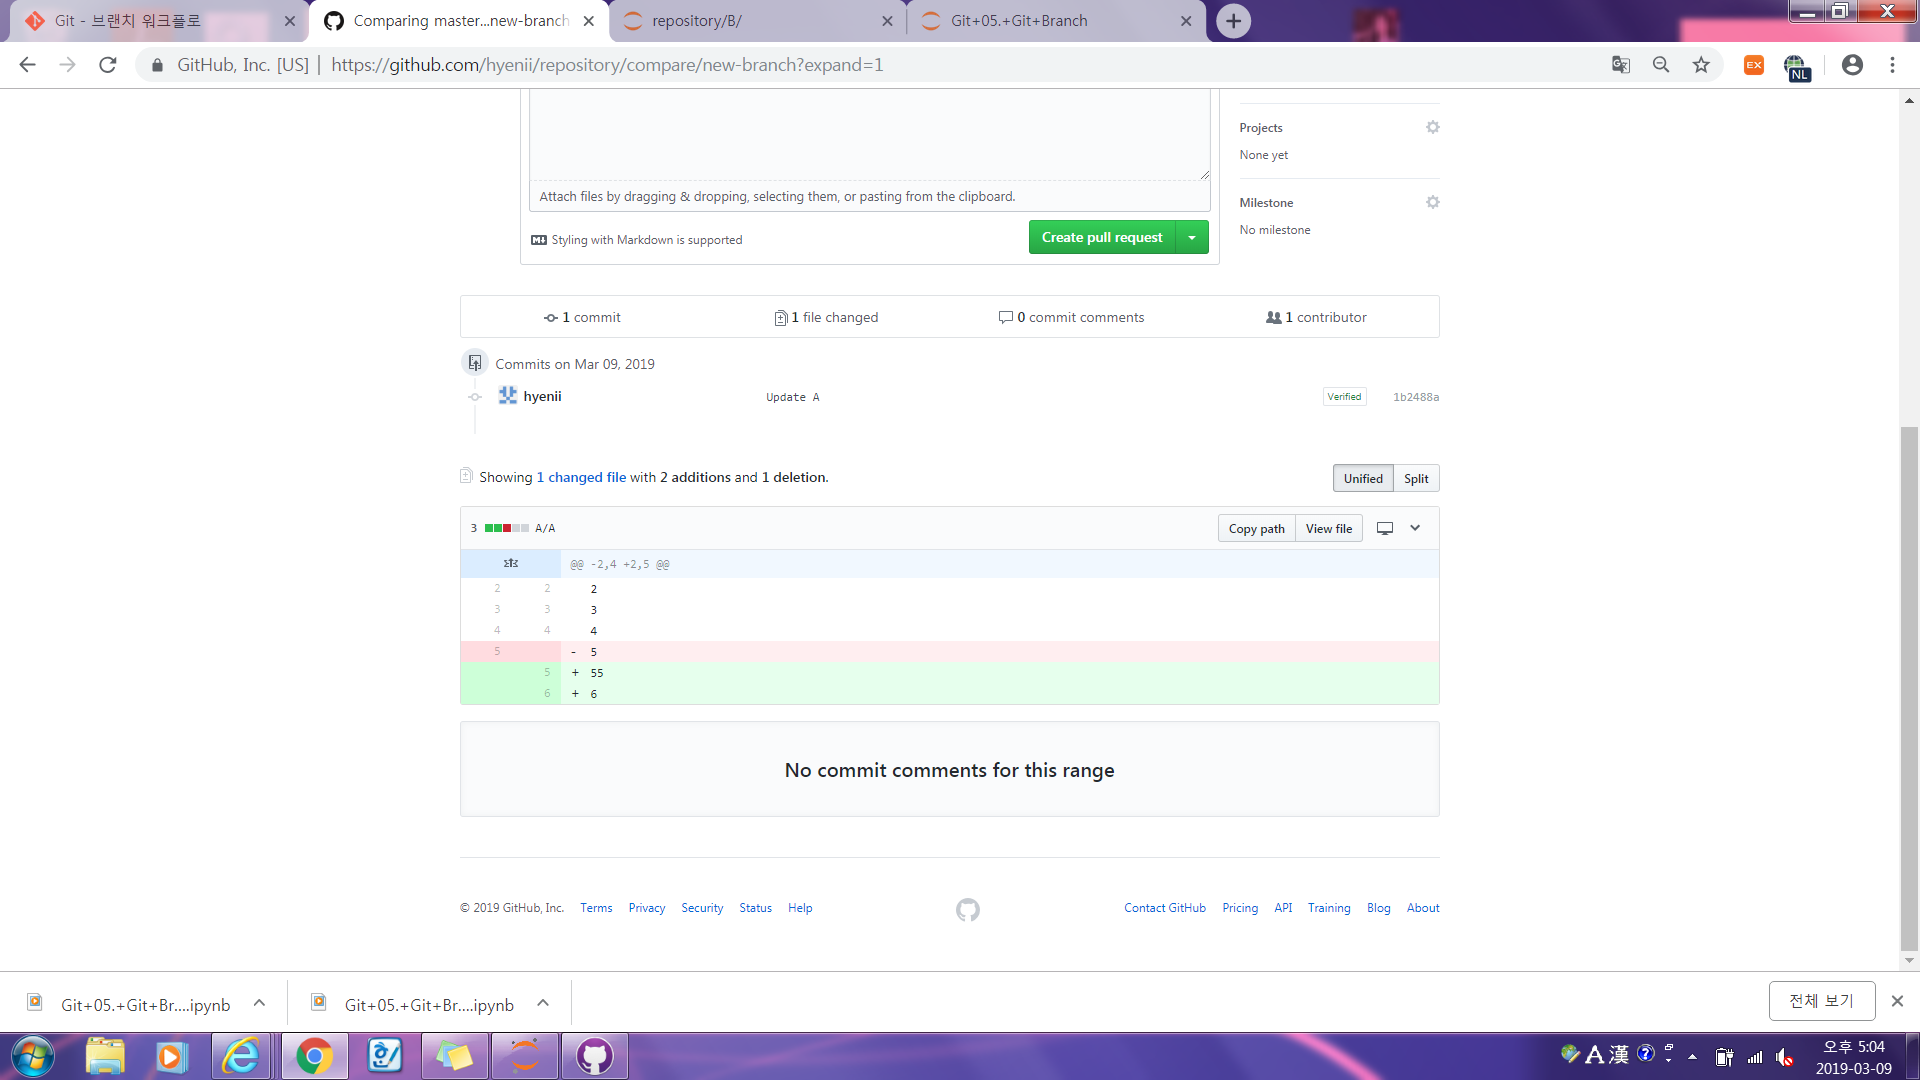 Git - 브랜치 워크플로
Comparing master...new-branch
repository/B/
Git+05.+Git+Branch
GitHub, Inc. [US] | https://github.com/hyenii/repository/compare/new-branch?expand=1
EX
NL
Projects
None yet
Attach files by dragging & dropping, selecting them, or pasting from the clipboard.
Milestone
No milestone
Styling with Markdown is supported
Create pull request
1 commit
1 file changed
0 commit comments
1 contributor
Commits on Mar 09, 2019
hyenii
Update A
Verified
1b2488a
Showing 1 changed file with 2 additions and 1 deletion.
Unified
Split
3
A/A
Copy path
View file
@@ -2,4 +2,5 @@
2 2 2
3 3 3
4 4 4
5 - 5
5 + 55
6 + 6
No commit comments for this range
© 2019 GitHub, Inc.
Terms
Privacy
Security
Status
Help
Contact GitHub
Pricing
API
Training
Blog
About
Git+05.+Git+Br....ipynb
Git+05.+Git+Br....ipynb
전체 보기
A 漢
오후 5:04
2019-03-09